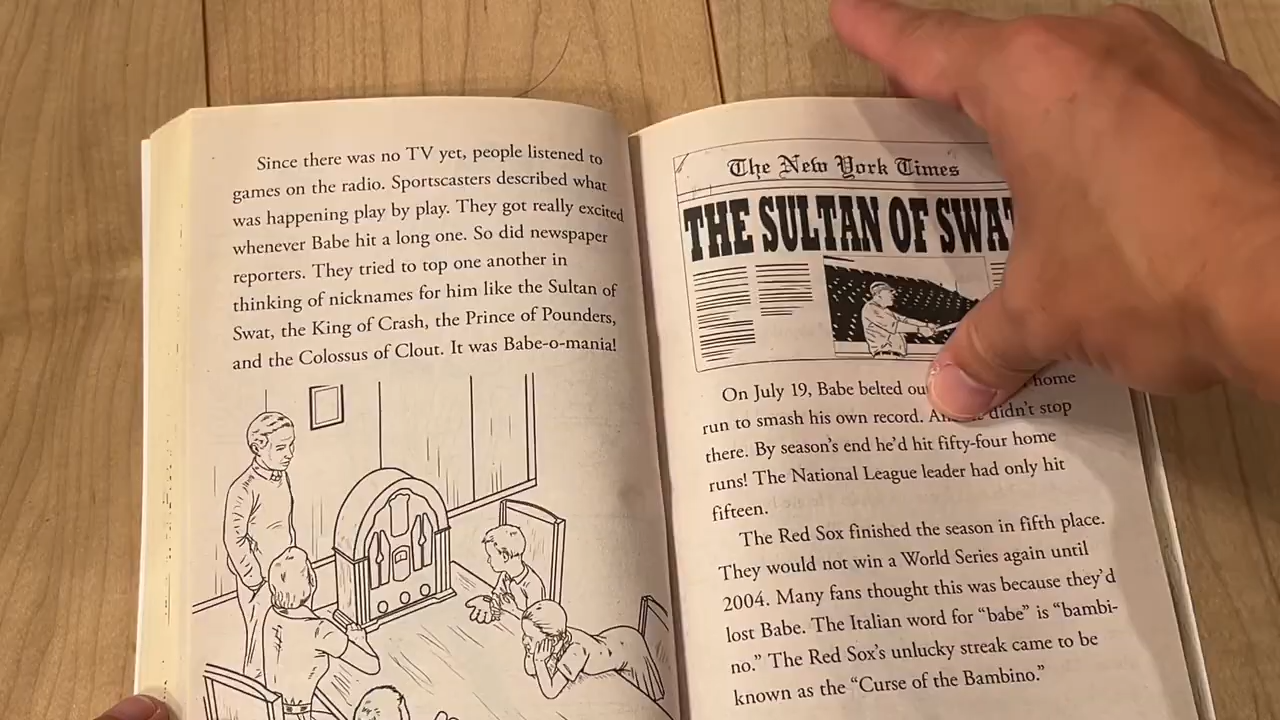 Since there was no TV yet, people listened to
games on the radio. Sportscasters described what
was happening play by play. They got really excited
whenever Babe hit a long one. So did newspaper
reporters. They tried to top one another in
thinking of nicknames for him like the Sultan of
Swat, the King of Crash, the Prince of Pounders,
and the Colossus of Clout. It was Babe-o-mania!
The New York Times
THE SULTAN OF SWAT
On July 19, Babe belted home
run to smash his own record. didn’t stop
there. By season’s end he’d hit fifty-four home
runs! The National League leader had only hit
fifteen.
The Red Sox finished the season in fifth place.
They would not win a World Series again until
2004. Many fans thought this was because they’d
lost Babe. The Italian word for “babe” is “bambi-
no.” The Red Sox’s unlucky streak came to be
known as the “Curse of the Bambino.”